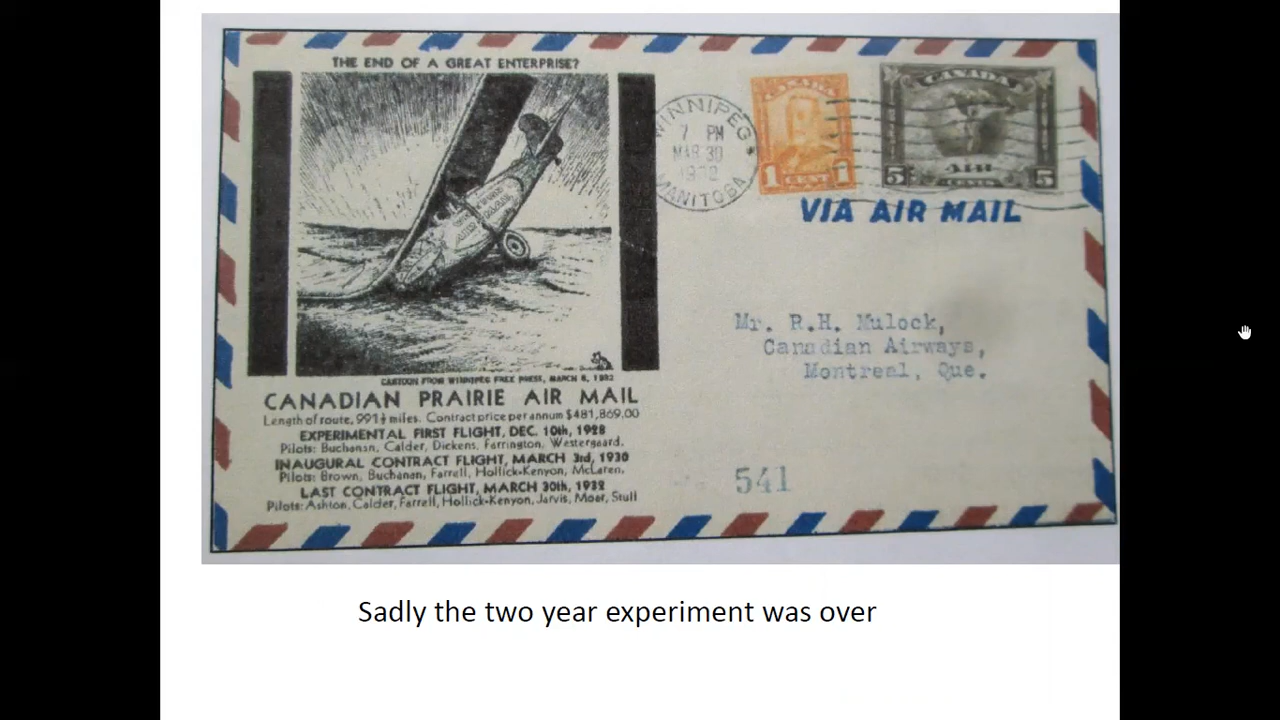 THE END OF A GREAT ENTERPRISE?
CARTOON FROM WINNIPEG FREE PRESS, MARCH 1932
CANADIAN PRAIRIE AIR MAIL
Length of route, 991½ miles. Contract price per annum $481,869.00
EXPERIMENTAL FIRST FLIGHT, DEC. 10th, 1928
Pilots: Buchanan, Calder, Dickens, Farrington, Westergaard.
INAUGURAL CONTRACT FLIGHT, MARCH 3rd, 1930
Pilots: Brown, Buchanan, Farrell, Hollick-Kenyon, McLaren.
LAST CONTRACT FLIGHT, MARCH 30th, 1932
Pilots: Ashton, Calder, Farrell, Hollick-Kenyon, Jarvis, Moar, Stull
WINNIPEG
7 PM
MAR 30
1932
MANITOBA
CANADA
1 CENT 1
CANADA
5 AIR 5
CENTS
VIA AIR MAIL
Mr. R.H. Mulock,
Canadian Airways,
Montreal, Que.
541
Sadly the two year experiment was over